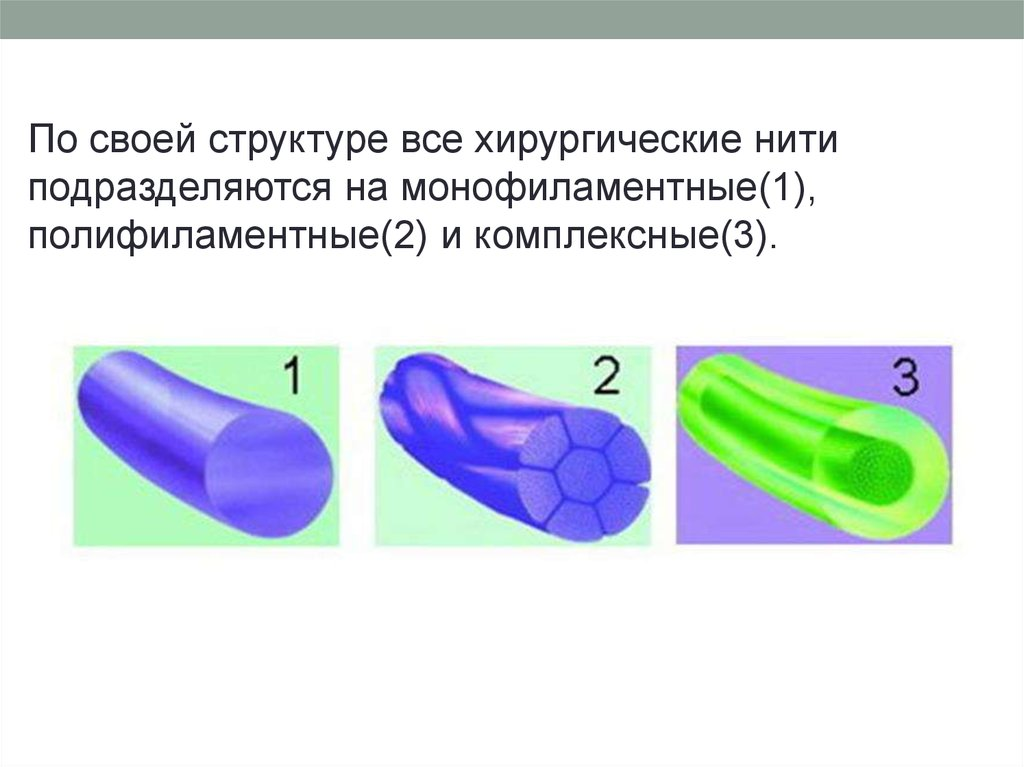 По своей структуре все хирургические нити
подразделяются на монофиламентные(1),
полифиламентные(2) и комплексные(3).
1
2
3